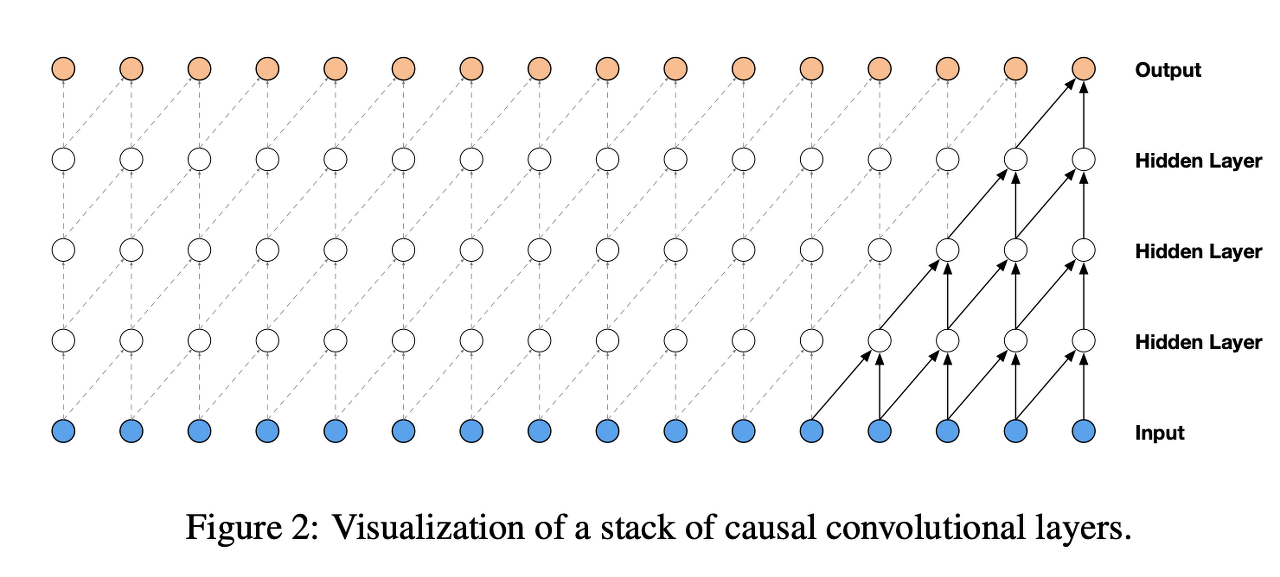 Output
Hidden Layer
Hidden Layer
Hidden Layer
Input
Figure 2: Visualization of a stack of causal convolutional layers.